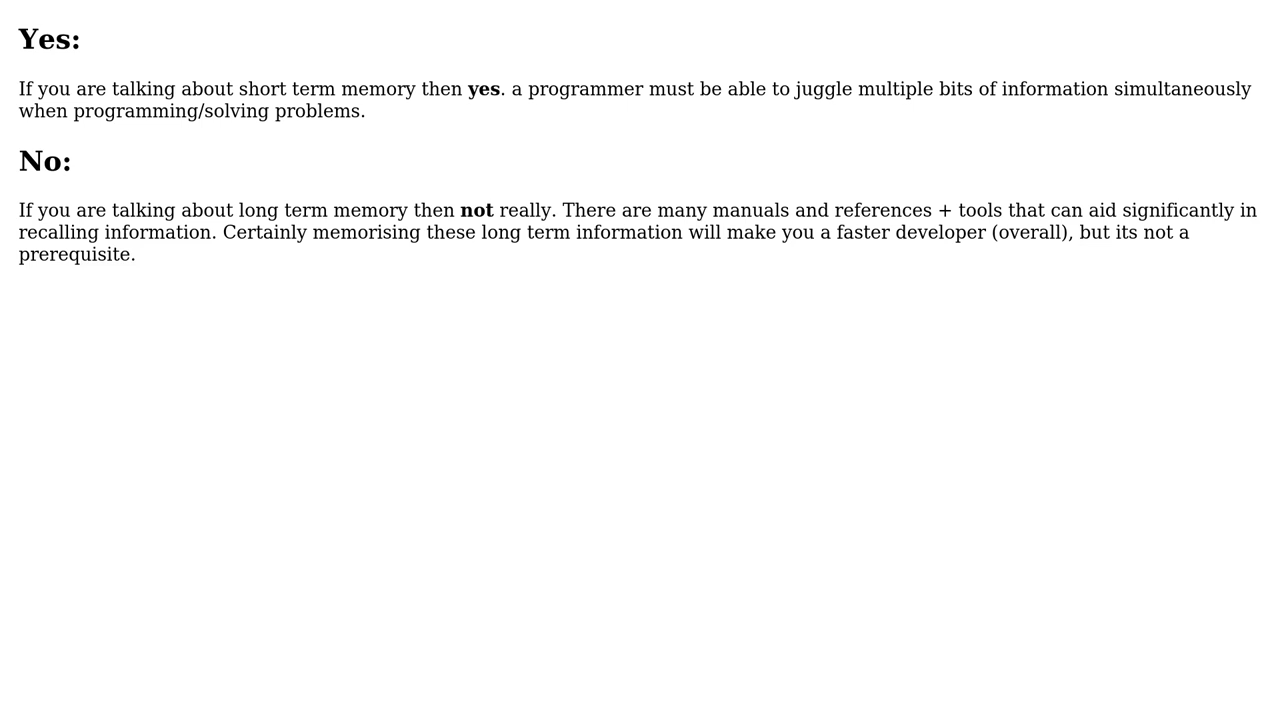 Yes:
If you are talking about short term memory then yes. a programmer must be able to juggle multiple bits of information simultaneously
when programming/solving problems.
No:
If you are talking about long term memory then not really. There are many manuals and references + tools that can aid significantly in
recalling information. Certainly memorising these long term information will make you a faster developer (overall), but its not a
prerequisite.